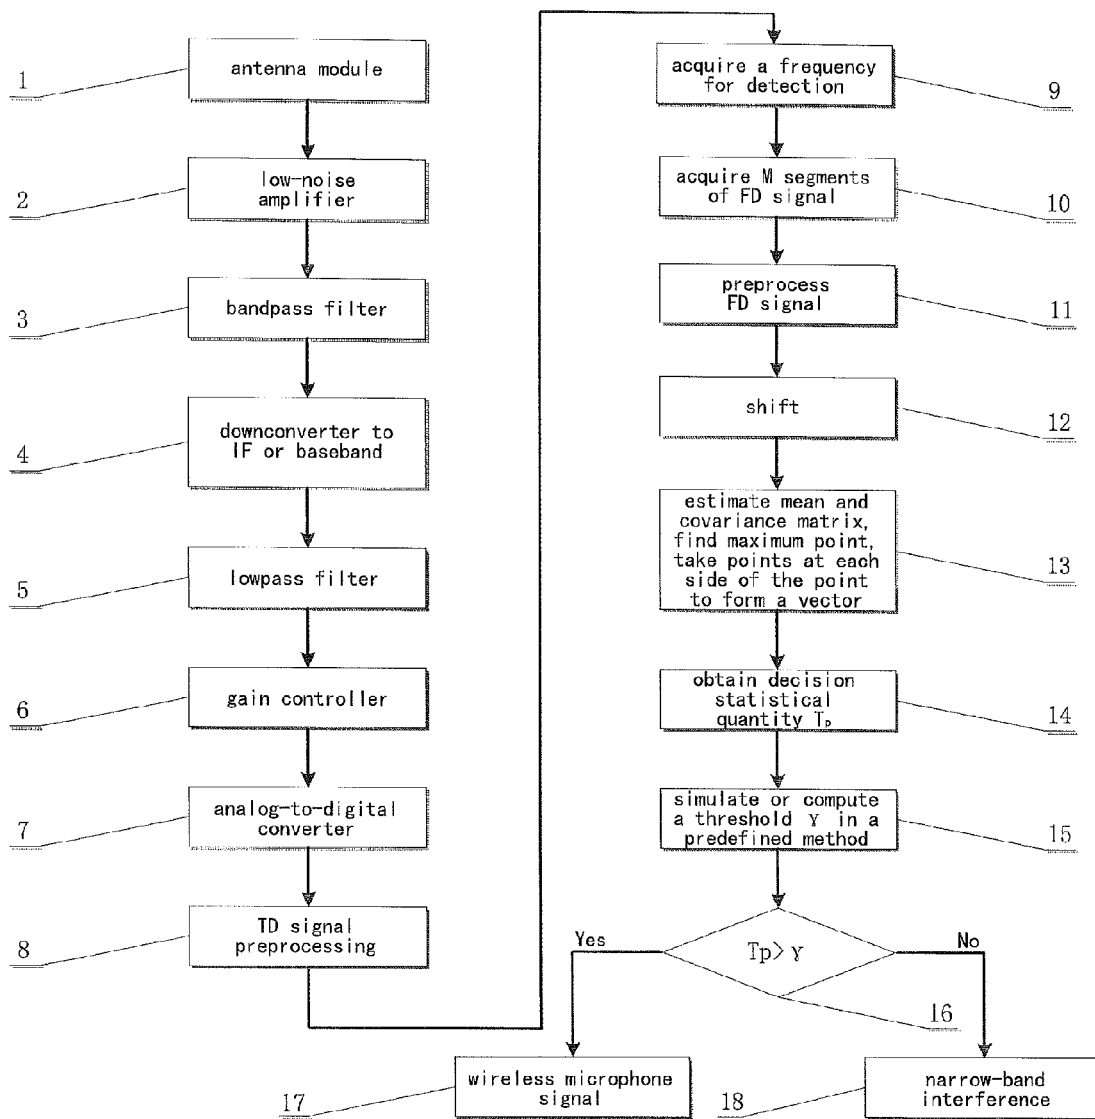 1
antenna module
2
low-noise
amplifier
3
bandpass filter
4
downconverter to
IF or baseband
5
lowpass filter
6
gain controller
7
analog-to-digital
converter
8
TD signal
preprocessing
acquire a frequency
for detection
9
acquire M segments
of FD signal
10
preprocess
FD signal
11
shift
12
estimate mean and
covariance matrix,
find maximum point,
take points at each
side of the point
to form a vector
13
obtain decision
statistical
quantity Tₚ
14
simulate or compute
a threshold γ in a
predefined method
15
Yes
Tp>γ
No
16
wireless microphone
signal
17
narrow-band
interference
18